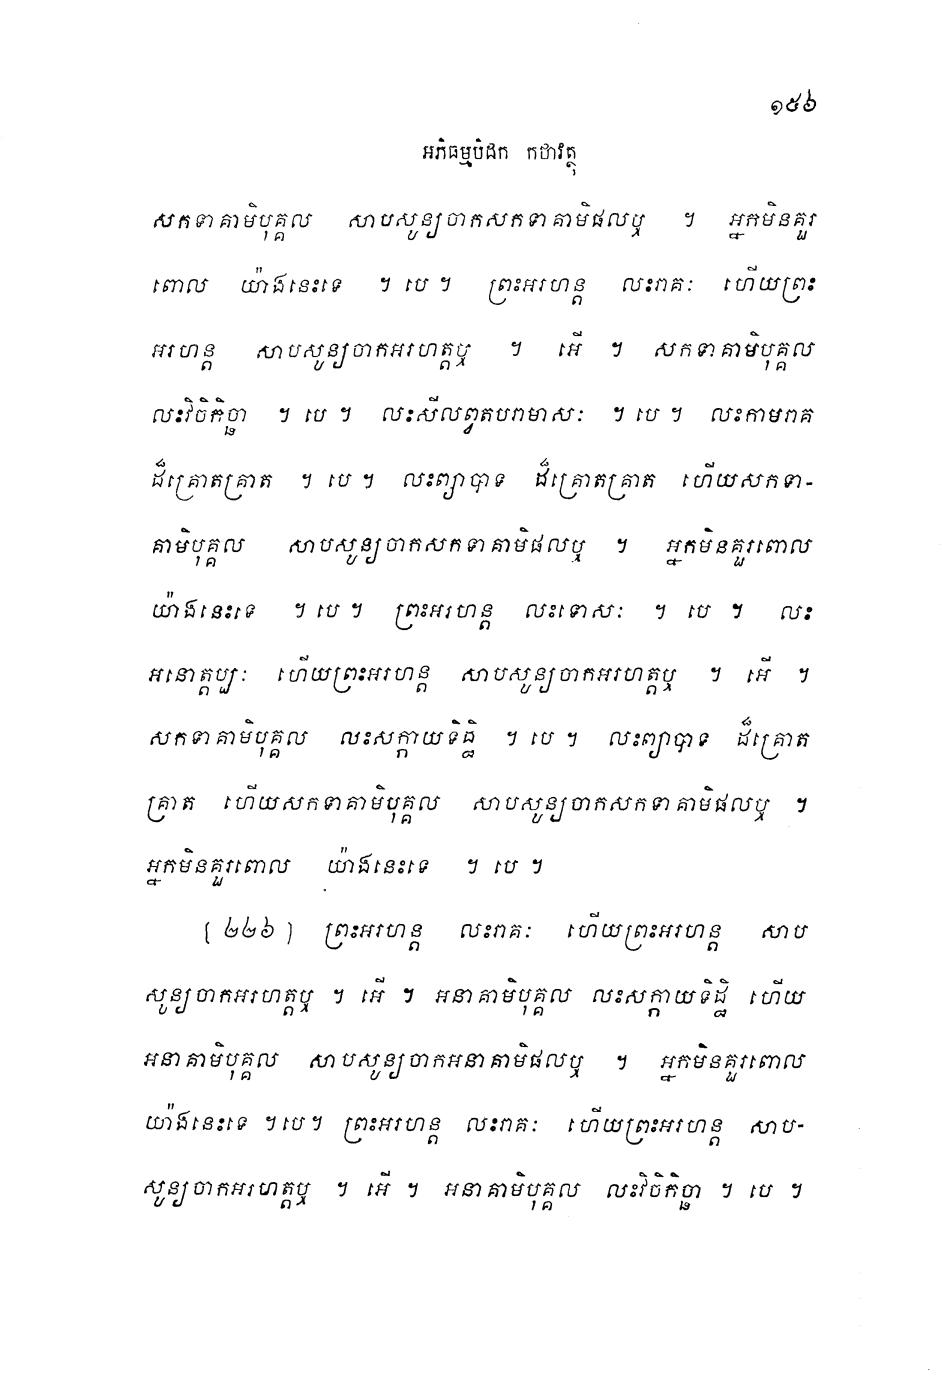 ១៥៦
អភិធម្មបិដក កថាវត្ថុ
សកទាគាមិបុគ្គល សាបសូន្យចាកសកទាគាមិផលឬ ។ អ្នកមិនគួរ
ពោល យ៉ាងនេះទេ ។ បេ ។ ព្រះអរហន្ត លះរាគៈ ហើយព្រះ
អរហន្ត សាបសូន្យចាកអរហត្តឬ ។ អើ ។ សកទាគាមិបុគ្គល
លះវិចិកិច្ឆា ។ បេ ។ លះសីលព្វតបរាមាសៈ ។ បេ ។ លះកាមរាគ
ដ៏គ្រោតគ្រាត ។ បេ ។ លះព្យាបាទ ដ៏គ្រោតគ្រាត ហើយសកទា-
គាមិបុគ្គល សាបសូន្យចាកសកទាគាមិផលឬ ។ អ្នកមិនគួរពោល
យ៉ាងនេះទេ ។ បេ ។ ព្រះអរហន្ត លះទោសៈ ។ បេ ។ លះ
អនោត្តប្បៈ ហើយព្រះអរហន្ត សាបសូន្យចាកអរហត្តឬ ។ អើ ។
សកទាគាមិបុគ្គល លះសក្កាយទិដ្ឋិ ។ បេ ។ លះព្យាបាទ ដ៏គ្រោត
គ្រាត ហើយសកទាគាមិបុគ្គល សាបសូន្យចាកសកទាគាមិផលឬ ។
អ្នកមិនគួរពោល យ៉ាងនេះទេ ។ បេ ។
[ ២២៦ ] ព្រះអរហន្ត លះរាគៈ ហើយព្រះអរហន្ត សាប
សូន្យចាកអរហត្តឬ ។ អើ ។ អនាគាមិបុគ្គល លះសក្កាយទិដ្ឋិ ហើយ
អនាគាមិបុគ្គល សាបសូន្យចាកអនាគាមិផលឬ ។ អ្នកមិនគួរពោល
យ៉ាងនេះទេ ។បេ។ ព្រះអរហន្ត លះរាគៈ ហើយព្រះអរហន្ត សាប-
សូន្យចាកអរហត្តឬ ។ អើ ។ អនាគាមិបុគ្គល លះវិចិកិច្ឆា ។ បេ ។